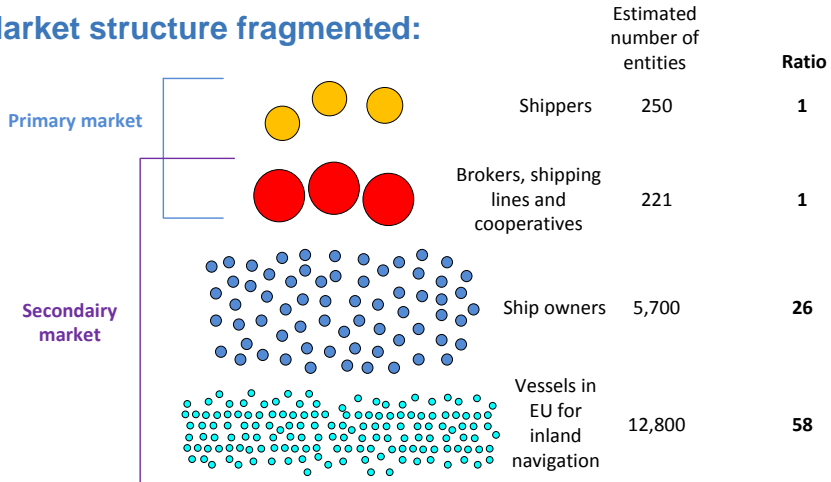 Market structure fragmented:
Estimated
number of
entities
Ratio
Primary market
Shippers
250
1
Brokers, shipping
lines and
cooperatives
221
1
Secondairy
market
Ship owners
5,700
26
Vessels in
EU for
inland
navigation
12,800
58